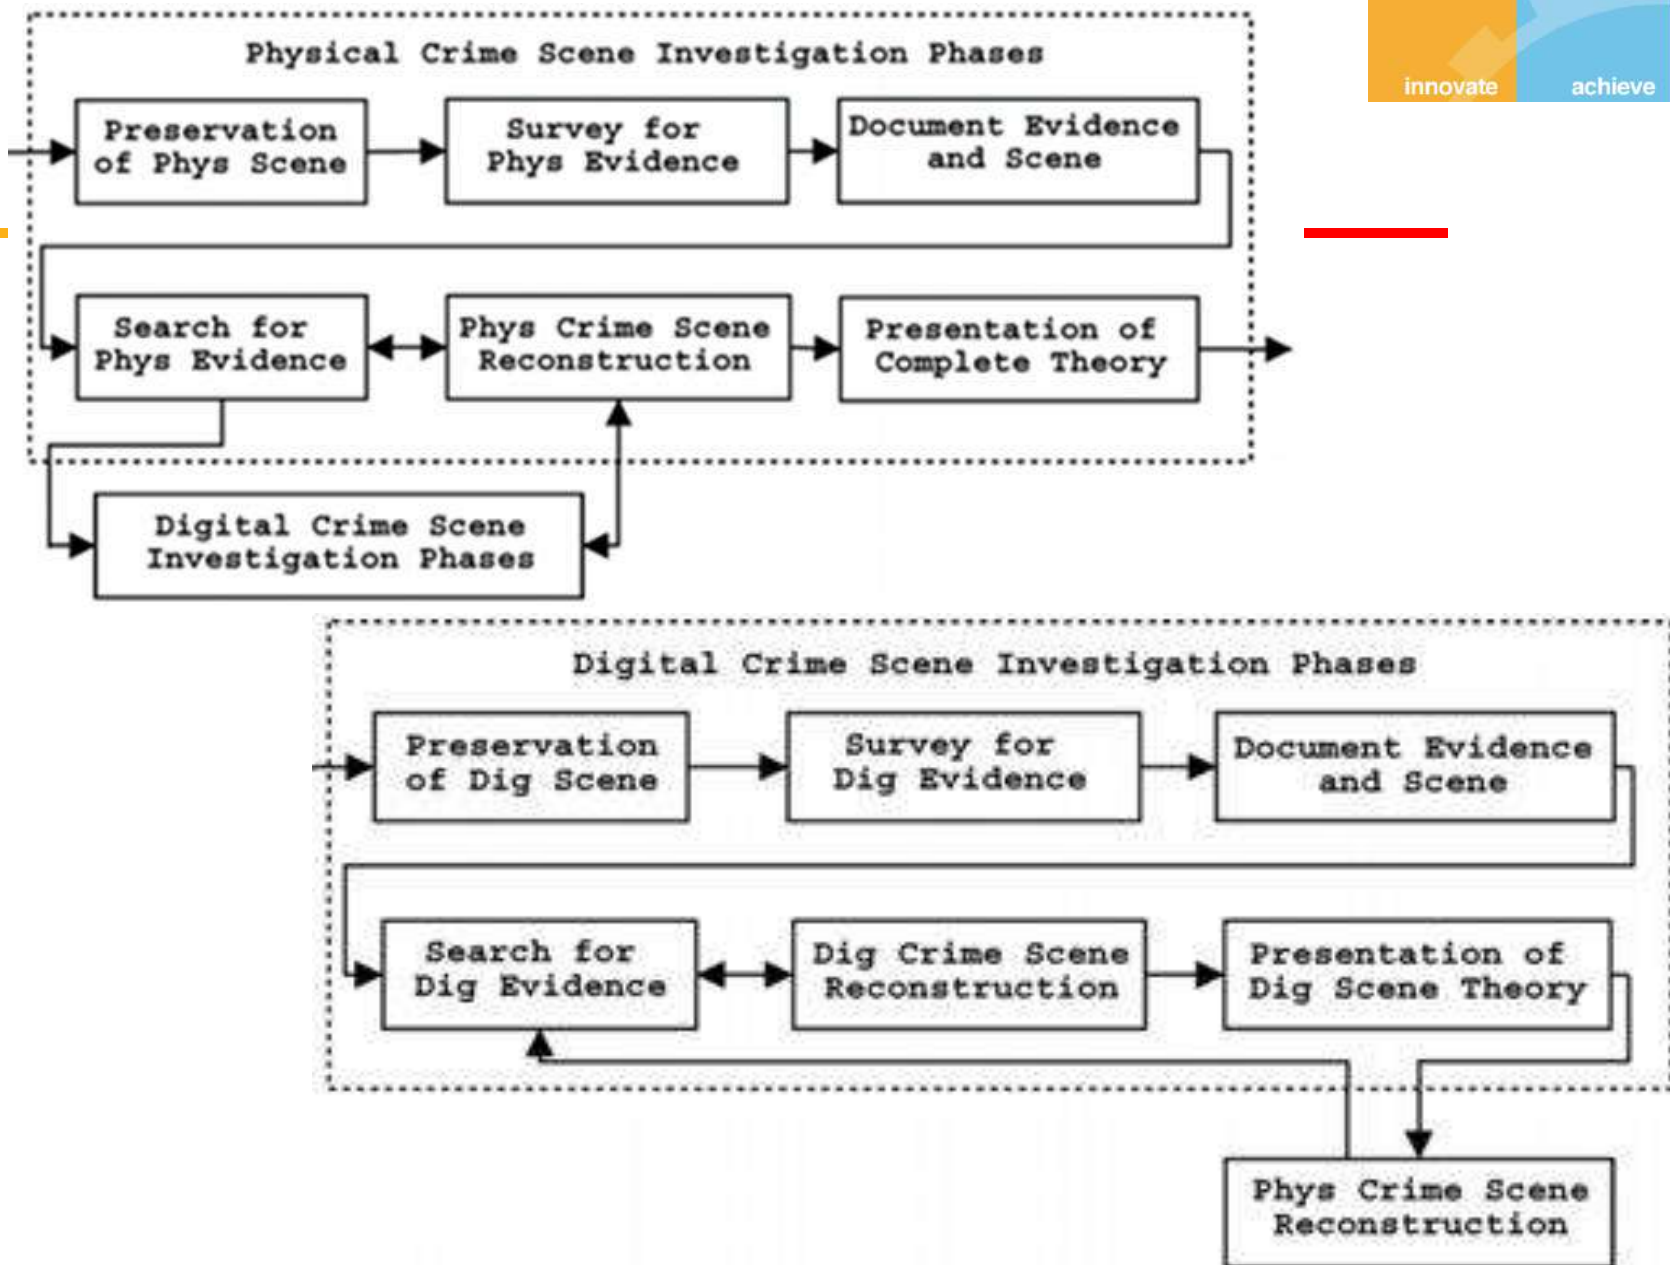 innovate achieve
Physical Crime Scene Investigation Phases
Preservation
of Phys Scene
Survey for
Phys Evidence
Document Evidence
and Scene
Search for
Phys Evidence
Phys Crime Scene
Reconstruction
Presentation of
Complete Theory
Digital Crime Scene
Investigation Phases
Digital Crime Scene Investigation Phases
Preservation
of Dig Scene
Survey for
Dig Evidence
Document Evidence
and Scene
Search for
Dig Evidence
Dig Crime Scene
Reconstruction
Presentation of
Dig Scene Theory
Phys Crime Scene
Reconstruction